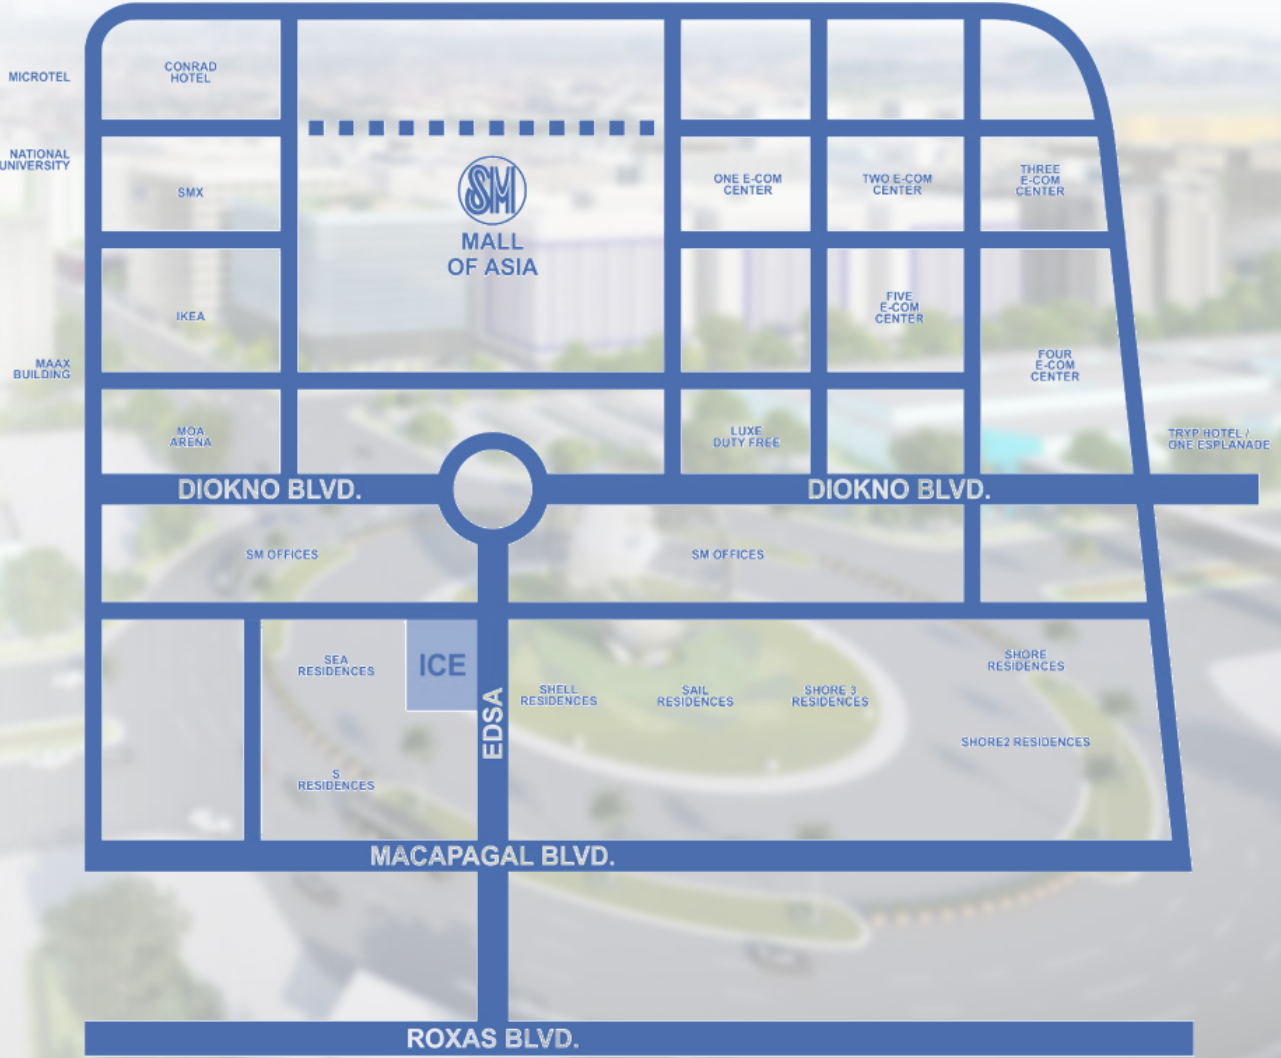 MICROTEL
CONRAD
HOTEL
NATIONAL
UNIVERSITY
SMX
SM
MALL
OF ASIA
ONE E-COM
CENTER
TWO E-COM
CENTER
THREE
E-COM
CENTER
IKEA
FIVE
E-COM
CENTER
MAAX
BUILDING
FOUR
E-COM
CENTER
MOA
ARENA
LUXE
DUTY FREE
TRYP HOTEL /
ONE ESPLANADE
DIOKNO BLVD.
DIOKNO BLVD.
SM OFFICES
SM OFFICES
SEA
RESIDENCES
ICE
EDSA
SHELL
RESIDENCES
SAIL
RESIDENCES
SHORE 3
RESIDENCES
SHORE
RESIDENCES
SHORE2 RESIDENCES
S
RESIDENCES
MACAPAGAL BLVD.
ROXAS BLVD.